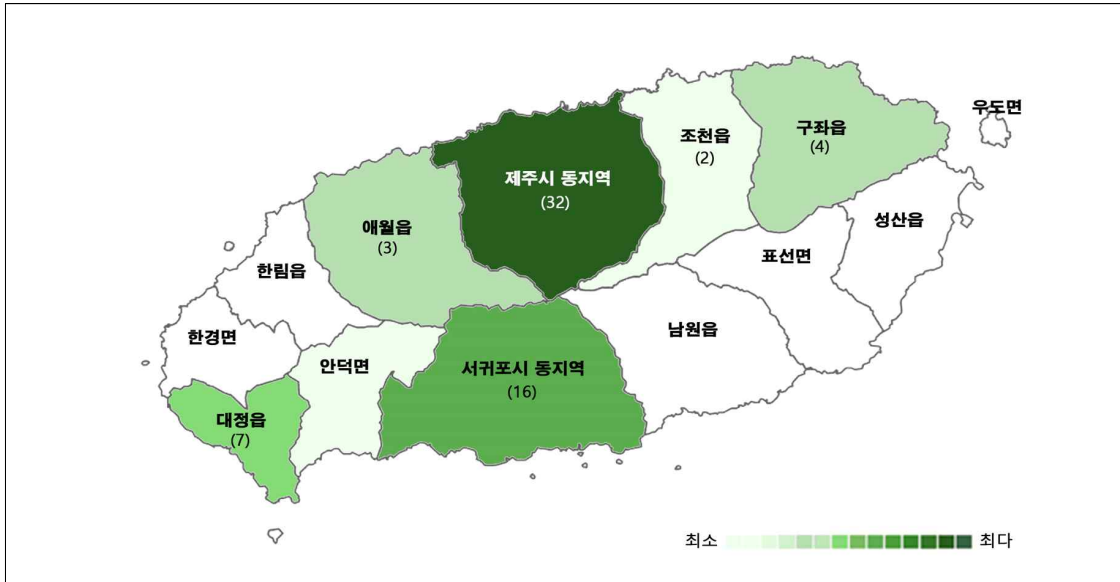 우도면
구좌읍
(4)
조천읍
(2)
제주시 동지역
(32)
성산읍
애월읍
(3)
표선면
한림읍
남원읍
한경면
안덕면
서귀포시 동지역
(16)
대정읍
(7)
최소 최다